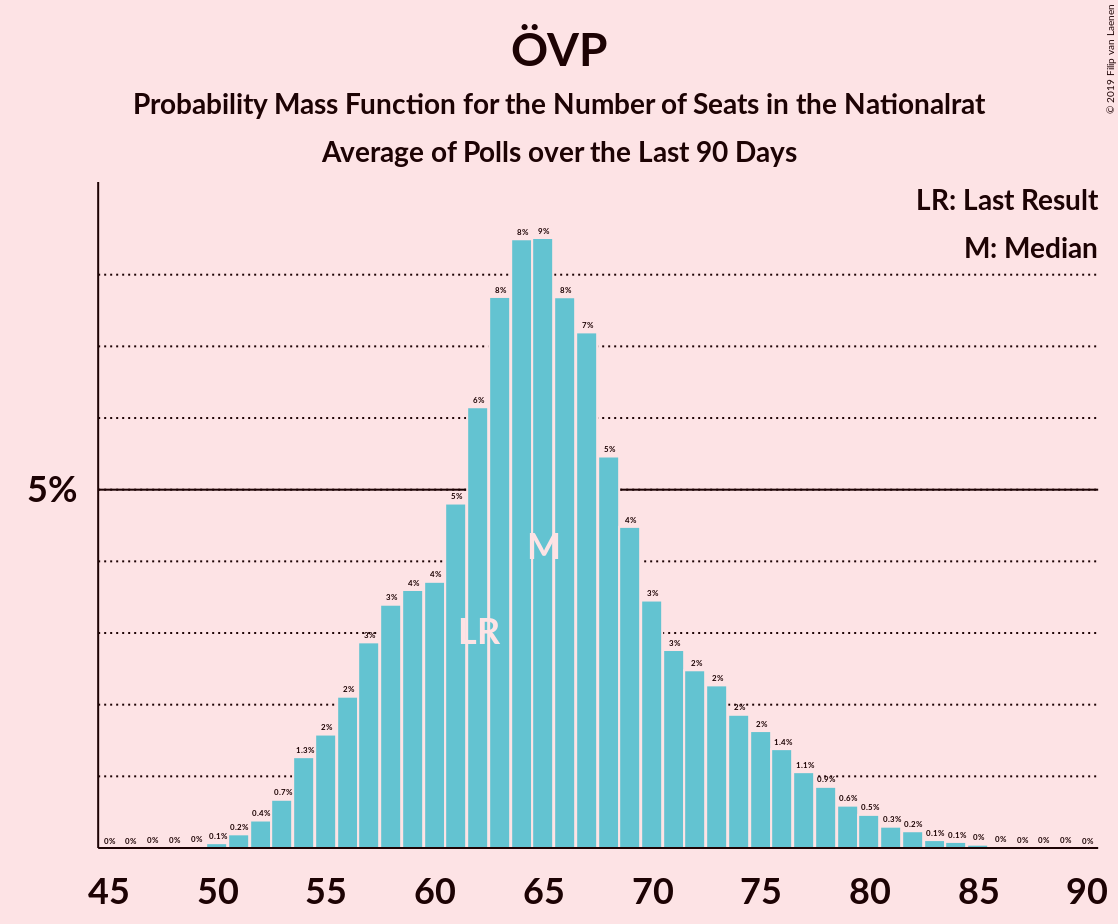 ÖVP
Probability Mass Function for the Number of Seats in the Nationalrat
Average of Polls over the Last 90 Days
© 2019 Filip van Laenen
LR: Last Result
M: Median
5%
0% 0% 0% 0% 0% 0.1% 0.2% 0.4% 0.7% 1.3% 2% 2% 3% 3% 4% 4% 5% 6% 8% 8% 9% 8% 7% 5% 4% 3% 3% 2% 2% 2% 2% 1.4% 1.1% 0.9% 0.6% 0.5% 0.3% 0.2% 0.1% 0.1% 0% 0% 0% 0% 0% 0%
M
LR
45 50 55 60 65 70 75 80 85 90